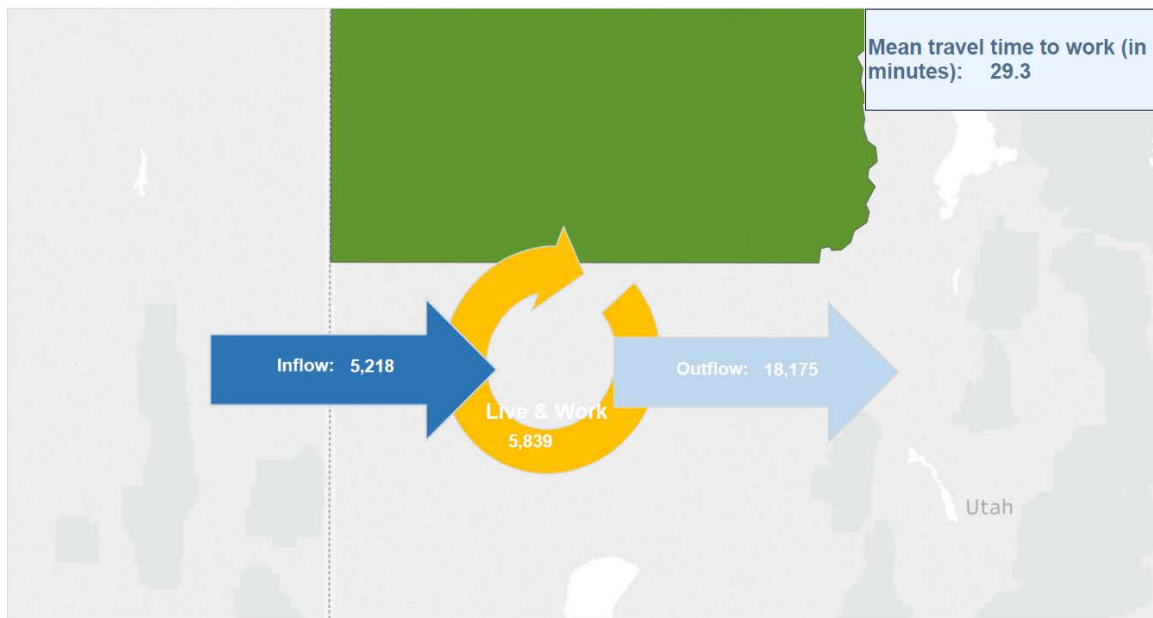 Mean travel time to work (in
minutes): 29.3
Inflow: 5,218
Outflow: 18,175
Live & Work
5,839
Utah